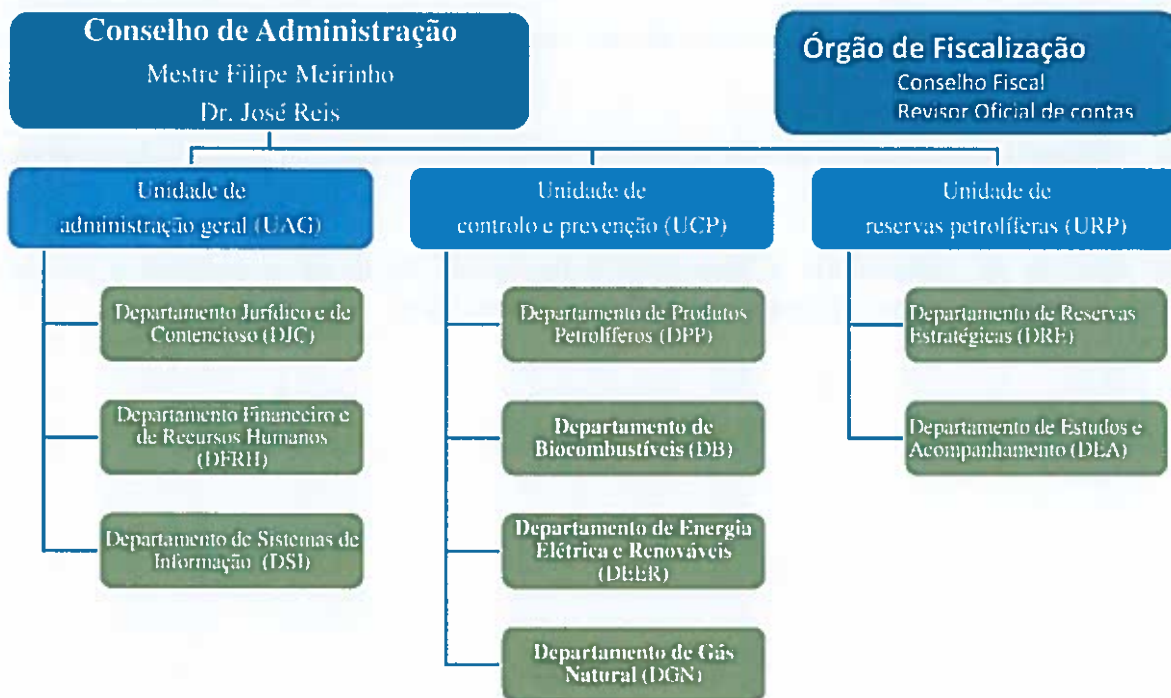 Conselho de Administração
Mestre Filipe Meirinho
Dr. José Reis
Órgão de Fiscalização
Conselho Fiscal
Revisor Oficial de contas
Unidade de
administração geral (UAG)
Departamento Jurídico e de
Contencioso (DJC)
Departamento Financeiro e
de Recursos Humanos
(DFRH)
Departamento de Sistemas de
Informação (DSI)
Unidade de
controlo e prevenção (UCP)
Departamento de Produtos
Petrolíferos (DPP)
Departamento de
Biocombustíveis (DB)
Departamento de Energia
Elétrica e Renováveis
(DEER)
Departamento de Gás
Natural (DGN)
Unidade de
reservas petrolíferas (URP)
Departamento de Reservas
Estratégicas (DRE)
Departamento de Estudos e
Acompanhamento (DEA)